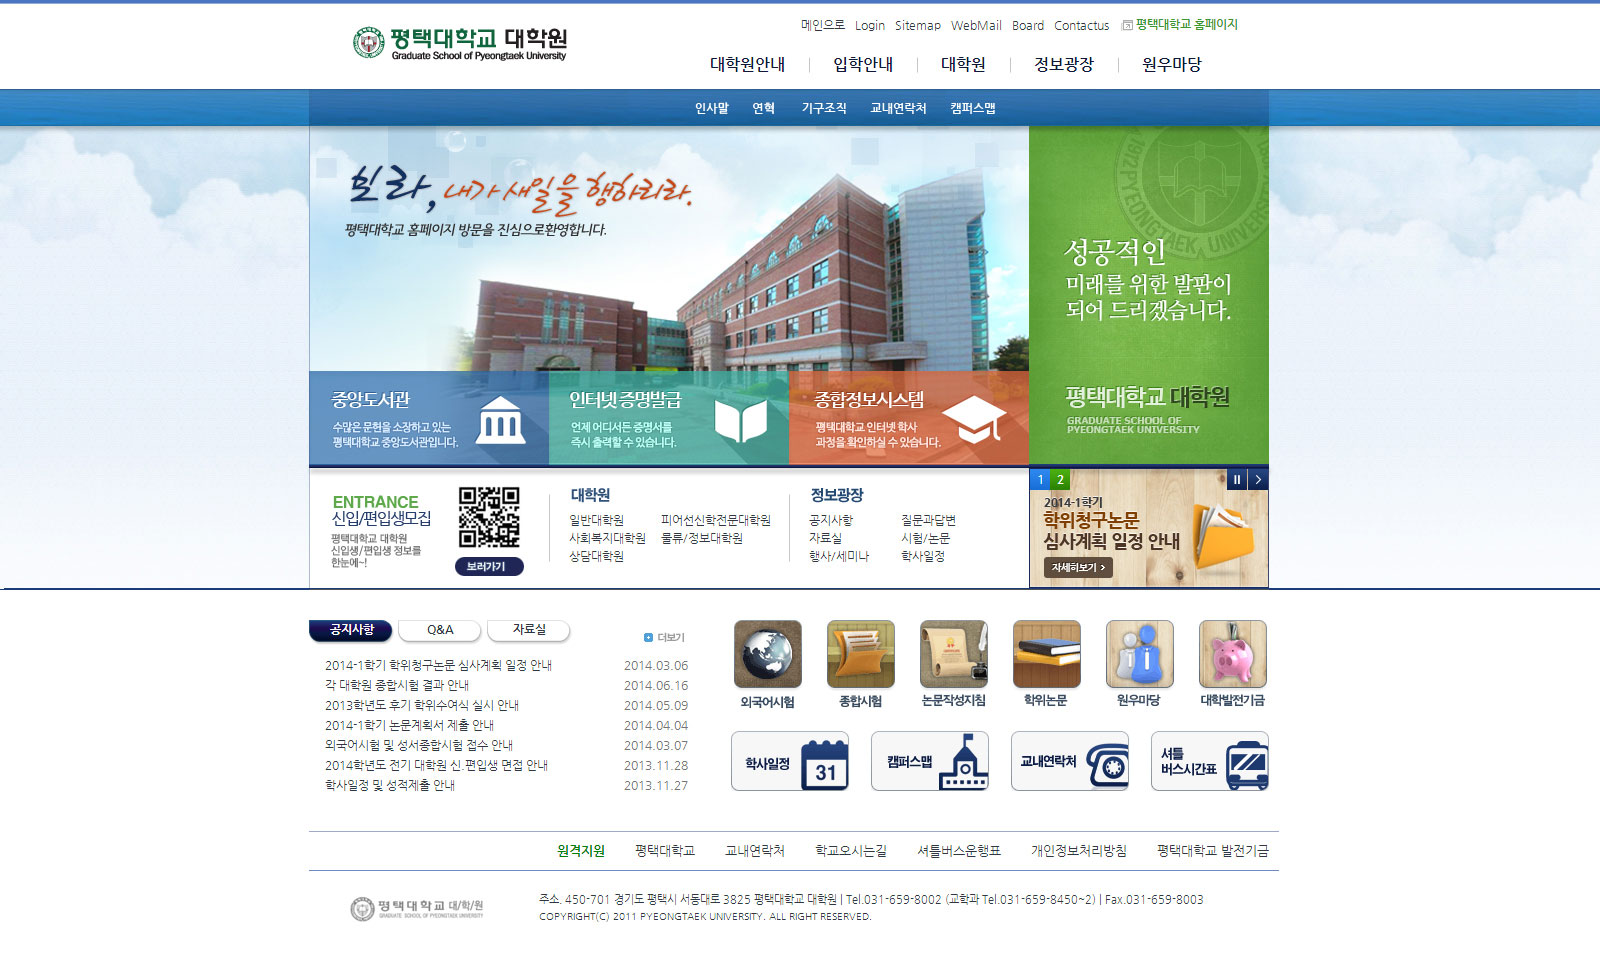 메인으로 Login Sitemap WebMail Board Contactus 평택대학교 홈페이지
평택대학교 대학원
Graduate School of Pyeongtaek University
대학원안내 입학안내 대학원 정보광장 원우마당
인사말 연혁 기구조직 교내연락처 캠퍼스맵
보라, 내가 새일을 행하리라.
평택대학교 홈페이지 방문을 진심으로환영합니다.
성공적인
미래를 위한 발판이
되어 드리겠습니다.
평택대학교 대학원
GRADUATE SCHOOL OF
PYEONGTAEK UNIVERSITY
중앙도서관
수많은 문헌을 소장하고 있는
평택대학교 중앙도서관입니다.
인터넷 증명발급
언제 어디서든 증명서를
즉시 출력할 수 있습니다.
종합정보시스템
평택대학교 인터넷 학사
과정을 확인하실 수 있습니다.
ENTRANCE
신입/편입생모집
평택대학교 대학원
신입생/편입생 정보를
한눈에~!
보러가기
대학원
일반대학원 피어선신학전문대학원
사회복지대학원 물류/정보대학원
상담대학원
정보광장
공지사항 질문과답변
자료실 시험/논문
행사/세미나 학사일정
1 2
2014-1학기
학위청구논문
심사계획 일정 안내
자세히보기 >
공지사항 Q&A 자료실
더보기
2014-1학기 학위청구논문 심사계획 일정 안내 2014.03.06
각 대학원 종합시험 결과 안내 2014.06.16
2013학년도 후기 학위수여식 실시 안내 2014.05.09
2014-1학기 논문계획서 제출 안내 2014.04.04
외국어시험 및 성서종합시험 접수 안내 2014.03.07
2014학년도 전기 대학원 신.편입생 면접 안내 2013.11.28
학사일정 및 성적제출 안내 2013.11.27
외국어시험 종합시험 논문작성지침 학위논문 원우마당 대학발전기금
학사일정 31
캠퍼스맵
교내연락처
셔틀
버스시간표
원격지원 평택대학교 교내연락처 학교오시는길 셔틀버스운행표 개인정보처리방침 평택대학교 발전기금
평택대학교 대/학/원
GRADUATE SCHOOL OF PYEONGTAEK UNIVERSITY
주소. 450-701 경기도 평택시 서동대로 3825 평택대학교 대학원 | Tel.031-659-8002 (교학과 Tel.031-659-8450~2) | Fax.031-659-8003
COPYRIGHT(C) 2011 PYEONGTAEK UNIVERSITY. ALL RIGHT RESERVED.